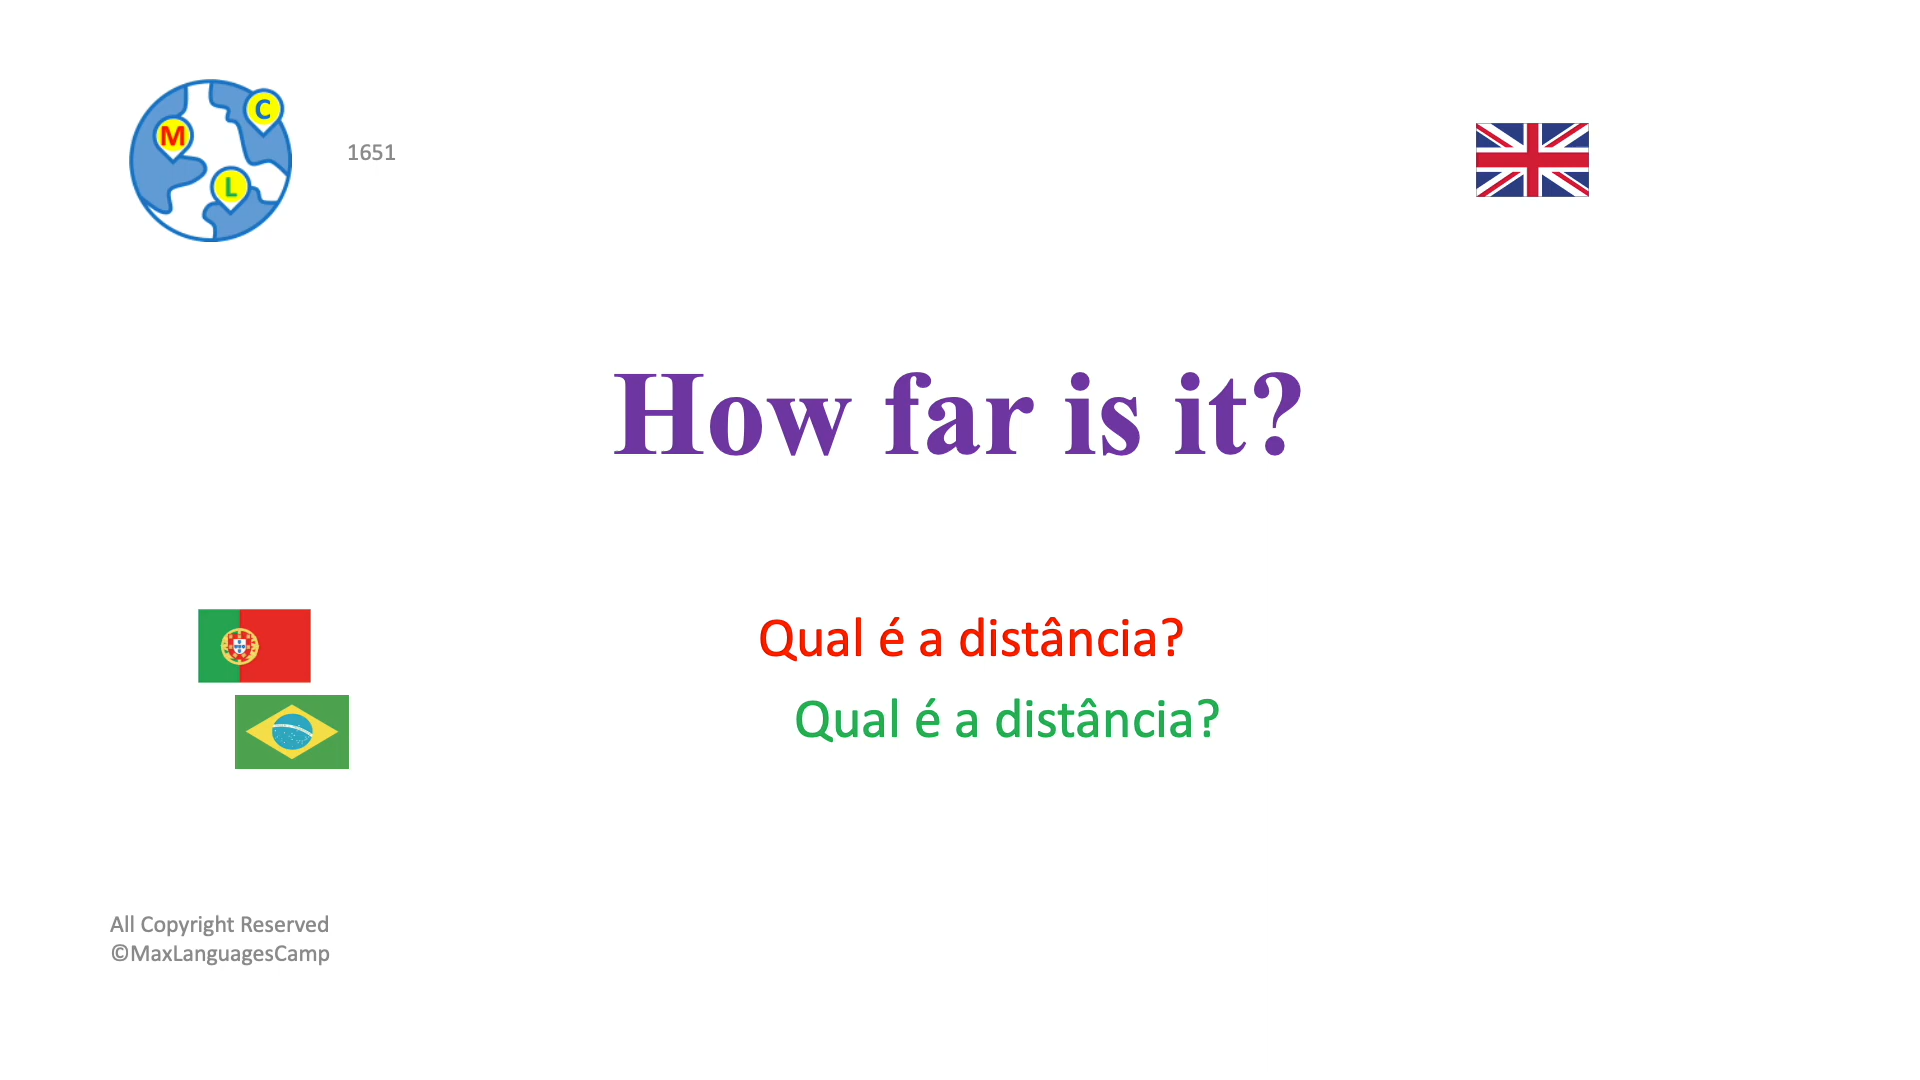 M
C
L
1651
How far is it?
Qual é a distância?
Qual é a distância?
All Copyright Reserved
©MaxLanguagesCamp